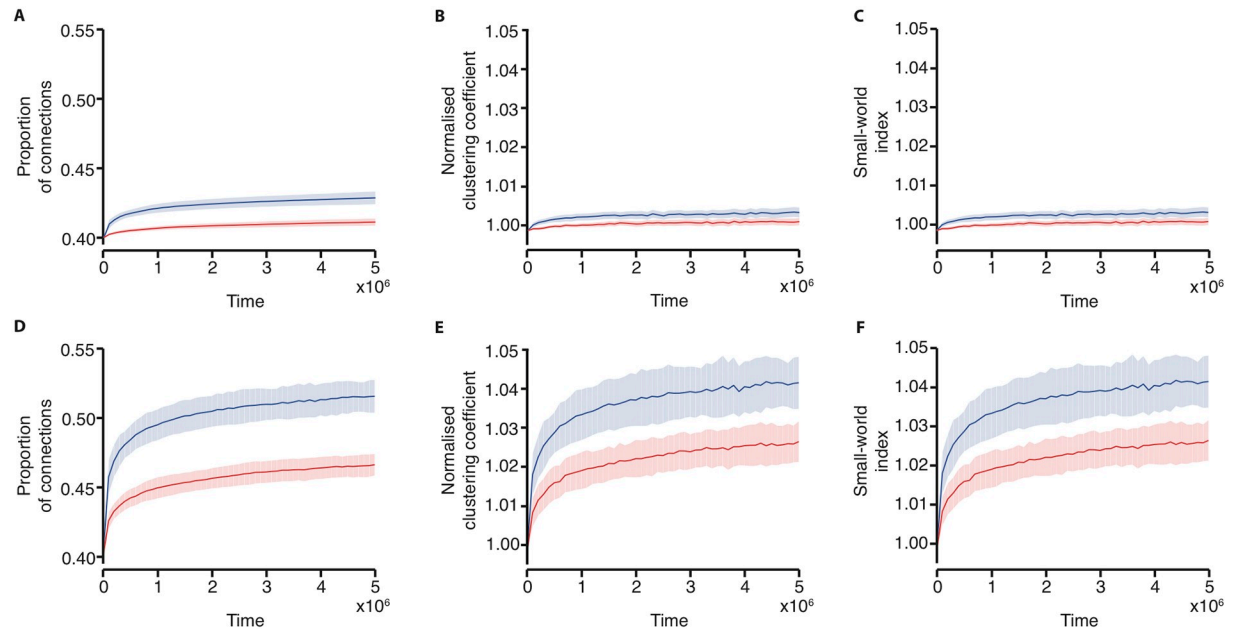 A
0.55
0.50
0.45
0.40
Proportion
of connections
0 1 2 3 4 5
x10⁶
Time
B
1.05
1.04
1.03
1.002
1.004
1.00
Normalised
clustering coefficient
0 1 2 3 4 5
x10⁶
Time
C
1.05
1.04
1.03
1.002
1.004
1.00
Small-world
index
0 1 2 3 4 5
x10⁶
Time
D
0.55
0.50
0.45
0.40
Proportion
of connections
0 1 2 3 4 5
x10⁶
Time
E
1.05
1.04
1.03
1.02
1.01
1.00
Normalised
clustering coefficient
0 1 2 3 4 5
x10⁶
Time
F
1.05
1.04
1.03
1.02
1.01
1.00
Small-world
index
0 1 2 3 4 5
x10⁶
Time